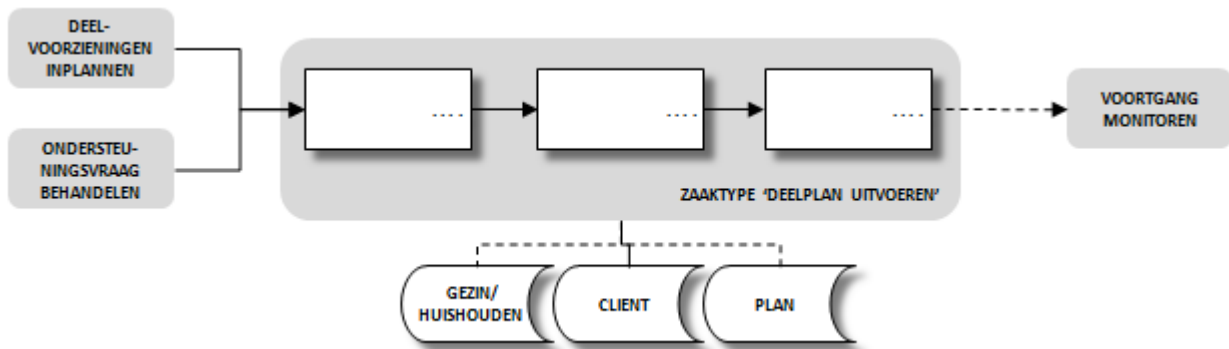 DEEL-
VOORZIENINGEN
INPLANNEN
ONDERSTEU-
NINGSVRAAG
BEHANDELEN
....
....
....
ZAAKTYPE ‘DEELPLAN UITVOEREN’
VOORTGANG
MONITOREN
GEZIN/
HUISHOUDEN
CLIENT
PLAN